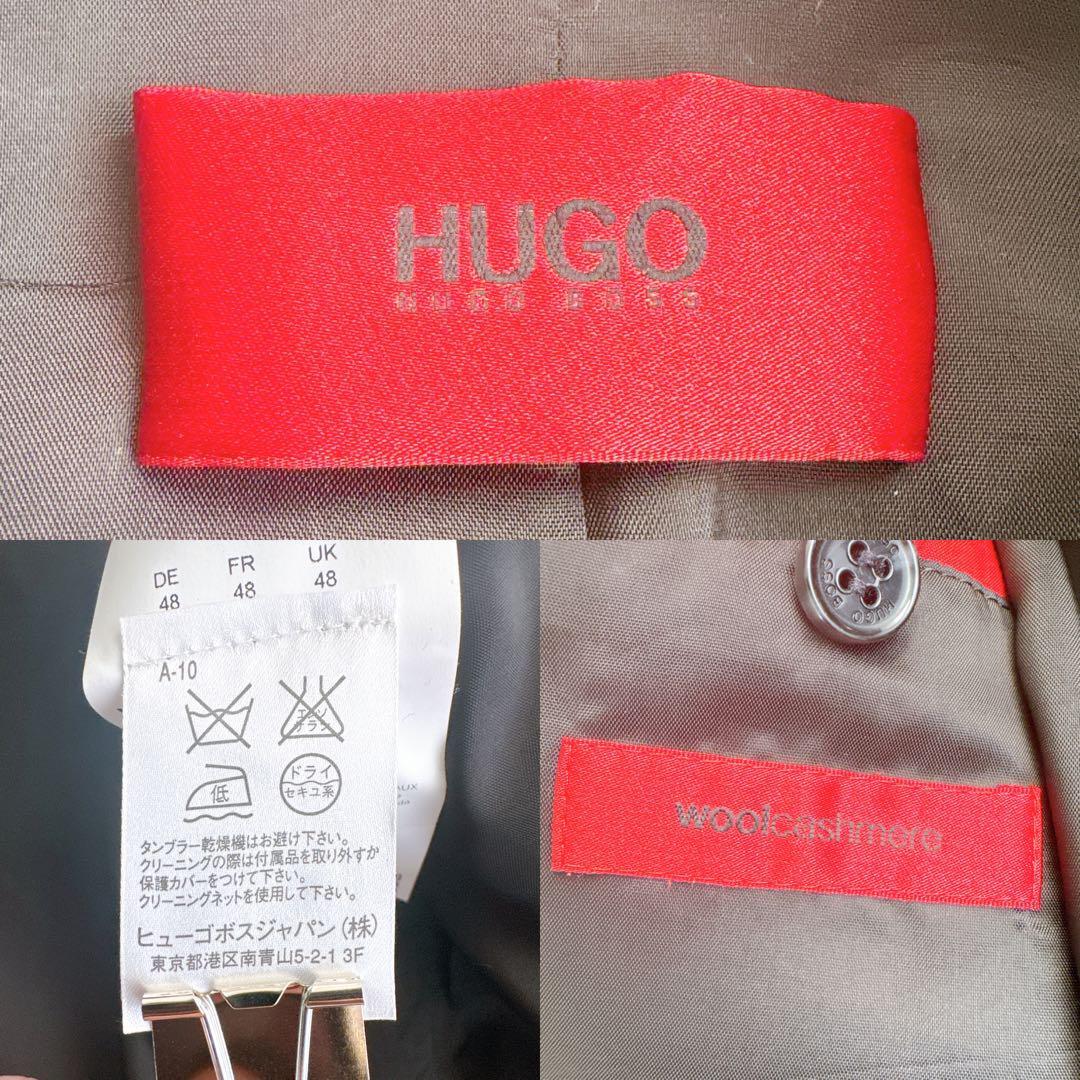 HUGO
HUGO BOSS
DE FR UK
48 48 48
A-10
エンソ
サラシ
低
ドライ
セキユ系
タンブラー乾燥機はお避け下さい。
クリーニングの際は付属品を取り外すか
保護カバーをつけて下さい。
クリーニングネットを使用して下さい。
ヒューゴボスジャパン(株)
東京都港区南青山5-2-1 3F
AUX
da
HUGO BOSS
woolcashmere